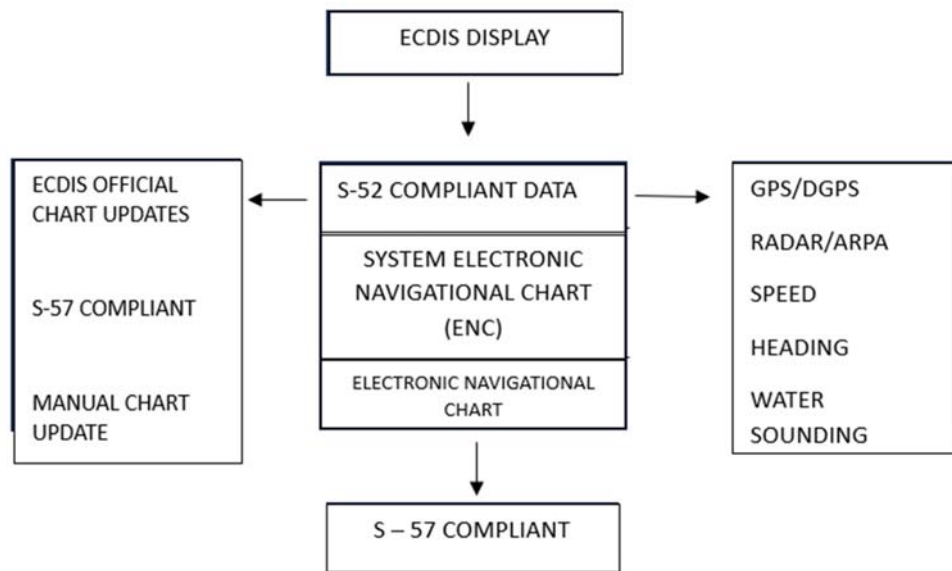 ECDIS DISPLAY
ECDIS OFFICIAL
CHART UPDATES
S-57 COMPLIANT
MANUAL CHART
UPDATE
S-52 COMPLIANT DATA
SYSTEM ELECTRONIC
NAVIGATIONAL CHART
(ENC)
ELECTRONIC NAVIGATIONAL
CHART
GPS/DGPS
RADAR/ARPA
SPEED
HEADING
WATER
SOUNDING
S – 57 COMPLIANT